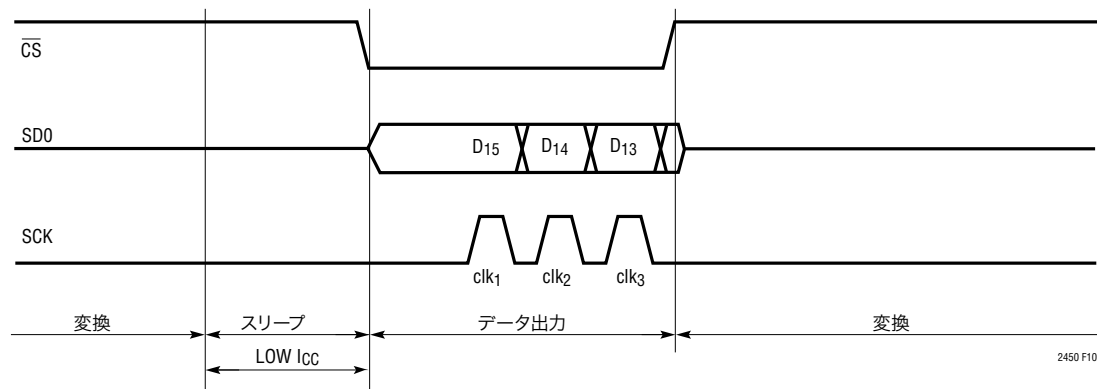 CS
SD0
D15 D14 D13
SCK
clk1 clk2 clk3
変換 スリープ データ出力 変換
LOW ICC
2450 F10